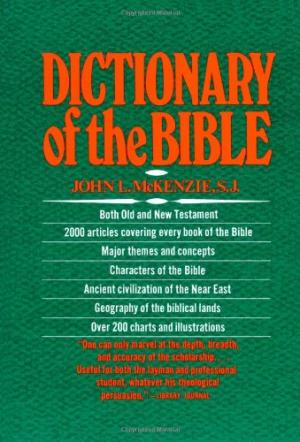 DICTIONARY
of the BIBLE
JOHN L. McKENZIE, S.J.
Both Old and New Testament
2000 articles covering every book of the Bible
Major themes and concepts
Characters of the Bible
Ancient civilization of the Near East
Geography of the biblical lands
Over 200 charts and illustrations
"One can only marvel at the depth, breadth,
and accuracy of the scholarship. . . .
Useful for both the layman and professional
student, whatever his theological
persuasion." – LIBRARY JOURNAL